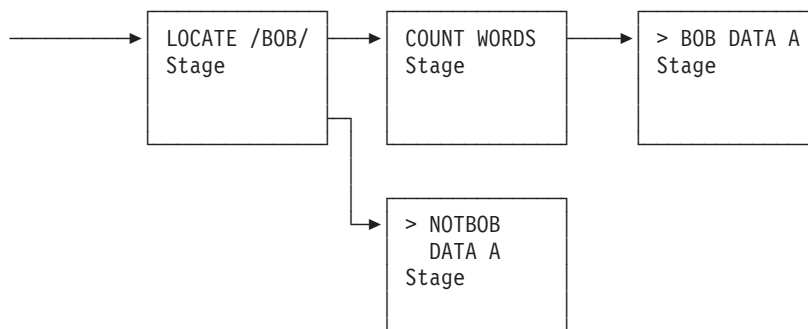 LOCATE /BOB/
Stage
COUNT WORDS
Stage
> BOB DATA A
Stage
> NOTBOB
DATA A
Stage